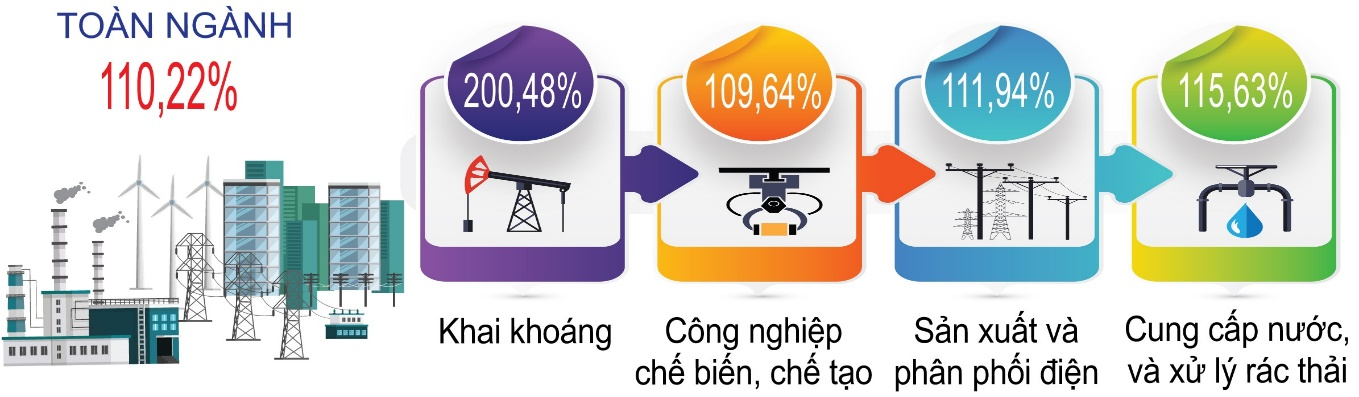 TOÀN NGÀNH
110,22%
200,48%
109,64%
111,94%
115,63%
Khai khoáng
Công nghiệp
chế biến, chế tạo
Sản xuất và
phân phối điện
Cung cấp nước,
và xử lý rác thải